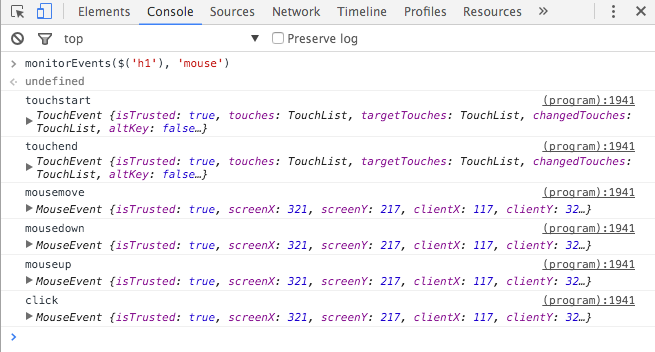 Elements Console Sources Network Timeline Profiles Resources »
top Preserve log
monitorEvents($('h1'), 'mouse')
undefined
touchstart (program):1941
TouchEvent {isTrusted: true, touches: TouchList, targetTouches: TouchList, changedTouches:
TouchList, altKey: false…}
touchend (program):1941
TouchEvent {isTrusted: true, touches: TouchList, targetTouches: TouchList, changedTouches:
TouchList, altKey: false…}
mousemove (program):1941
MouseEvent {isTrusted: true, screenX: 321, screenY: 217, clientX: 117, clientY: 32…}
mousedown (program):1941
MouseEvent {isTrusted: true, screenX: 321, screenY: 217, clientX: 117, clientY: 32…}
mouseup (program):1941
MouseEvent {isTrusted: true, screenX: 321, screenY: 217, clientX: 117, clientY: 32…}
click (program):1941
MouseEvent {isTrusted: true, screenX: 321, screenY: 217, clientX: 117, clientY: 32…}